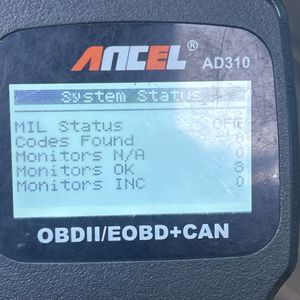 ANCEL®
AD310
System Status
MIL Status OFF
Codes Found
Monitors N/A
Monitors OK 8
Monitors INC 0
OBDII/EOBD+CAN